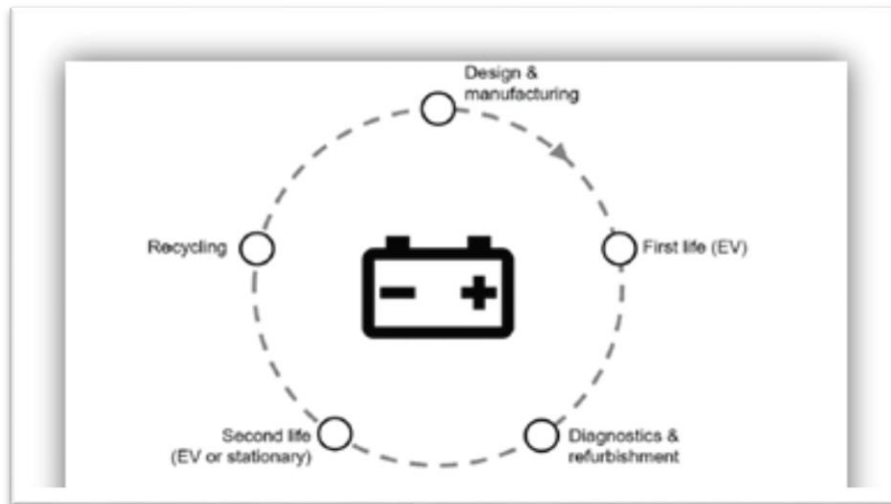 Design &
manufacturing
First life (EV)
Diagnostics &
refurbishment
Second life
(EV or stationary)
Recycling